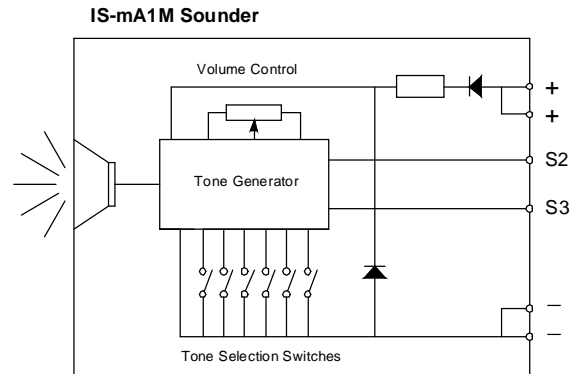 IS-mA1M Sounder
Volume Control
+
+
Tone Generator
S2
S3
–
–
Tone Selection Switches